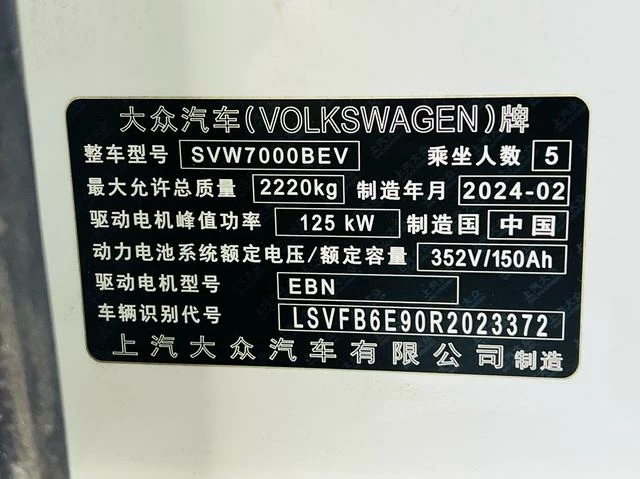 大众汽车(VOLKSWAGEN)牌
整车型号 SVW7000BEV 乘坐人数 5
最大允许总质量 2220kg 制造年月 2024-02
驱动电机峰值功率 125 kW 制造国 中国
动力电池系统额定电压/额定容量 352V/150Ah
驱动电机型号 EBN
车辆识别代号 LSVFB6E90R2023372
上汽大众汽车有限公司 制造